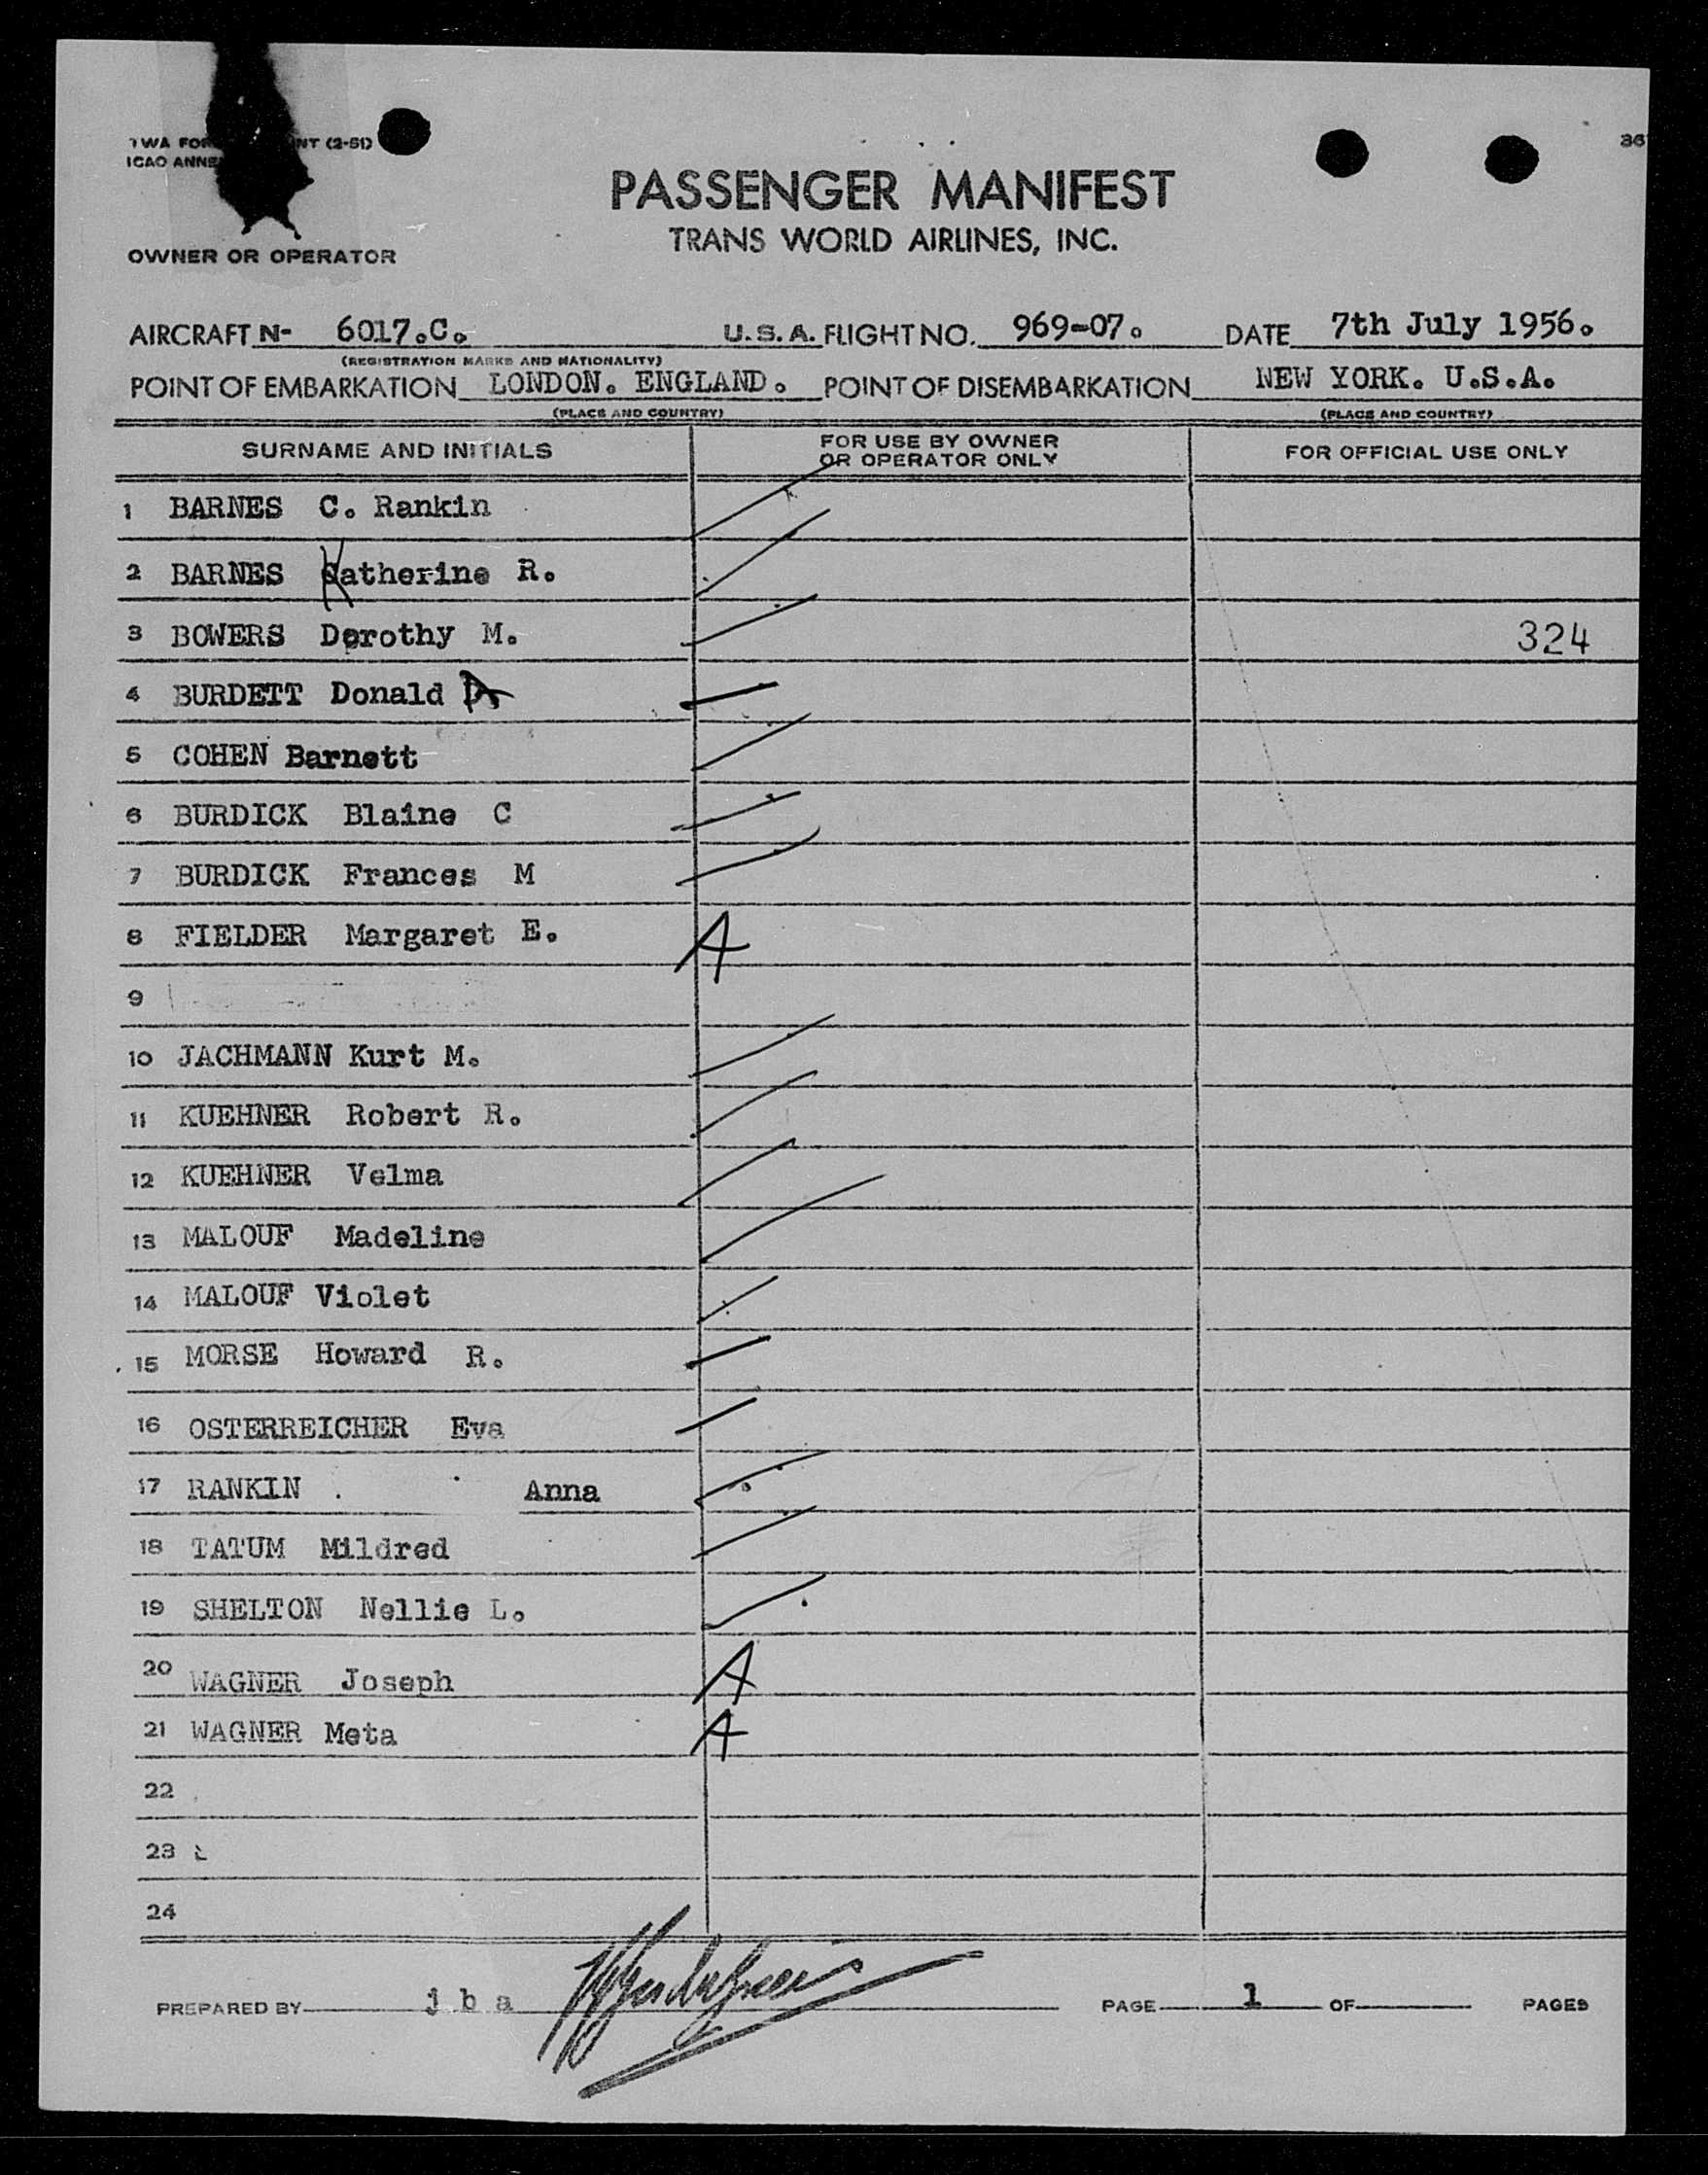 TWA FOR NT (2-51)
ICAO ANNE
36
PASSENGER MANIFEST
TRANS WORLD AIRLINES, INC.
OWNER OR OPERATOR
AIRCRAFT N- 6017.C. U.S.A. FLIGHT NO. 969-07. DATE 7th July 1956.
(REGISTRATION MARKS AND NATIONALITY)
POINT OF EMBARKATION LONDON. ENGLAND. POINT OF DISEMBARKATION NEW YORK. U.S.A.
(PLACE AND COUNTRY) (PLACE AND COUNTRY)
SURNAME AND INITIALS FOR USE BY OWNER OR OPERATOR ONLY FOR OFFICIAL USE ONLY
1 BARNES C. Rankin
2 BARNES Katherine R.
3 BOWERS Dorothy M. 324
4 BURDETT Donald A
5 COHEN Barnett
6 BURDICK Blaine C
7 BURDICK Frances M
8 FIELDER Margaret E. A
9
10 JACHMANN Kurt M.
11 KUEHNER Robert R.
12 KUEHNER Velma
13 MALOUF Madeline
14 MALOUF Violet
15 MORSE Howard R.
16 OSTERREICHER Eva
17 RANKIN Anna
18 TATUM Mildred
19 SHELTON Nellie L.
20 WAGNER Joseph A
21 WAGNER Meta A
22
23
24
PREPARED BY j b a PAGE 1 OF PAGES